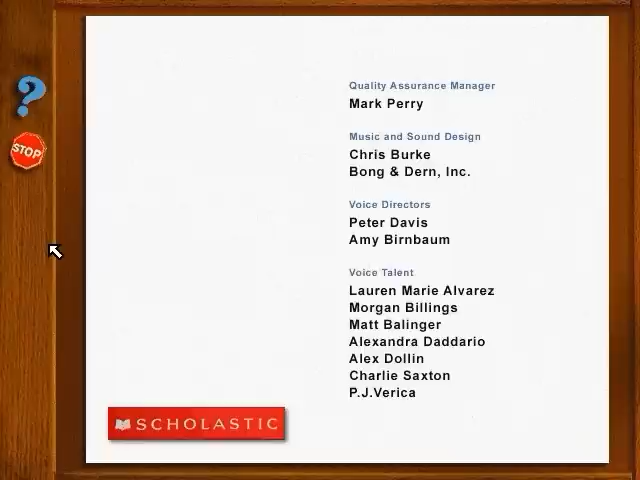 ?
STOP
Quality Assurance Manager
Mark Perry
Music and Sound Design
Chris Burke
Bong & Dern, Inc.
Voice Directors
Peter Davis
Amy Birnbaum
Voice Talent
Lauren Marie Alvarez
Morgan Billings
Matt Balinger
Alexandra Daddario
Alex Dollin
Charlie Saxton
P.J.Verica
SCHOLASTIC